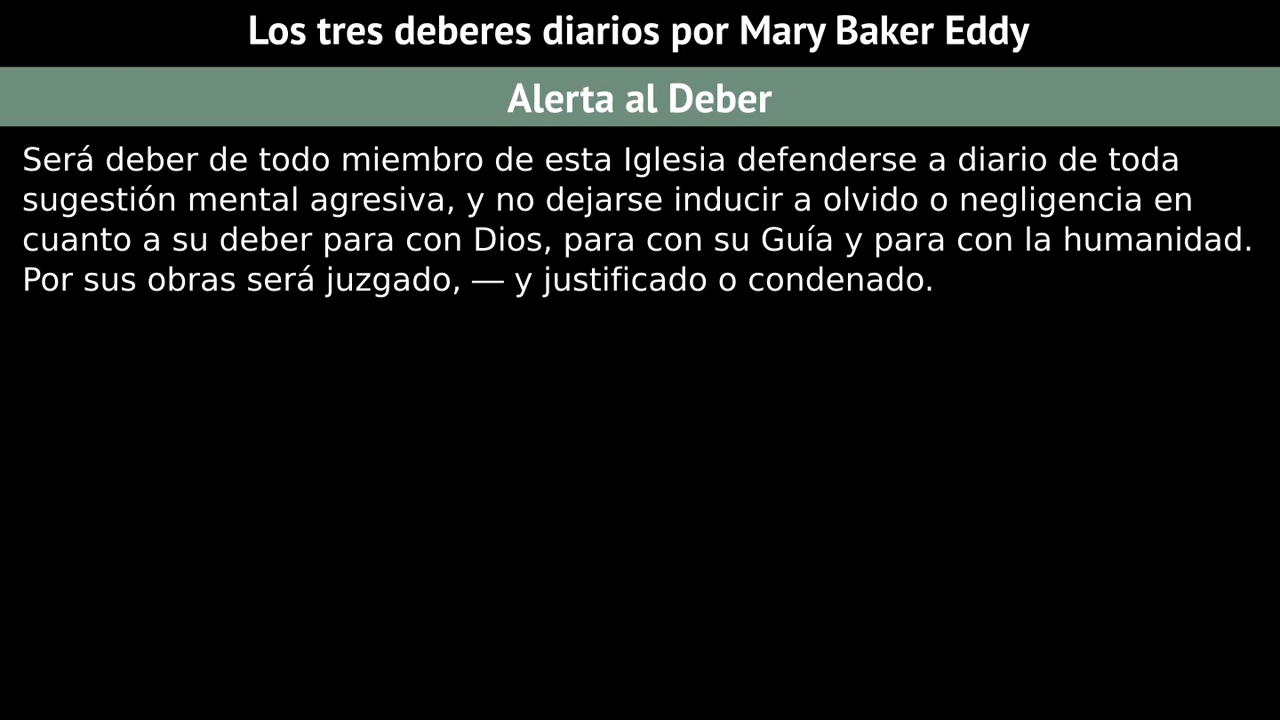 Los tres deberes diarios por Mary Baker Eddy
Alerta al Deber
Será deber de todo miembro de esta Iglesia defenderse a diario de toda
sugestión mental agresiva, y no dejarse inducir a olvido o negligencia en
cuanto a su deber para con Dios, para con su Guía y para con la humanidad.
Por sus obras será juzgado, — y justificado o condenado.